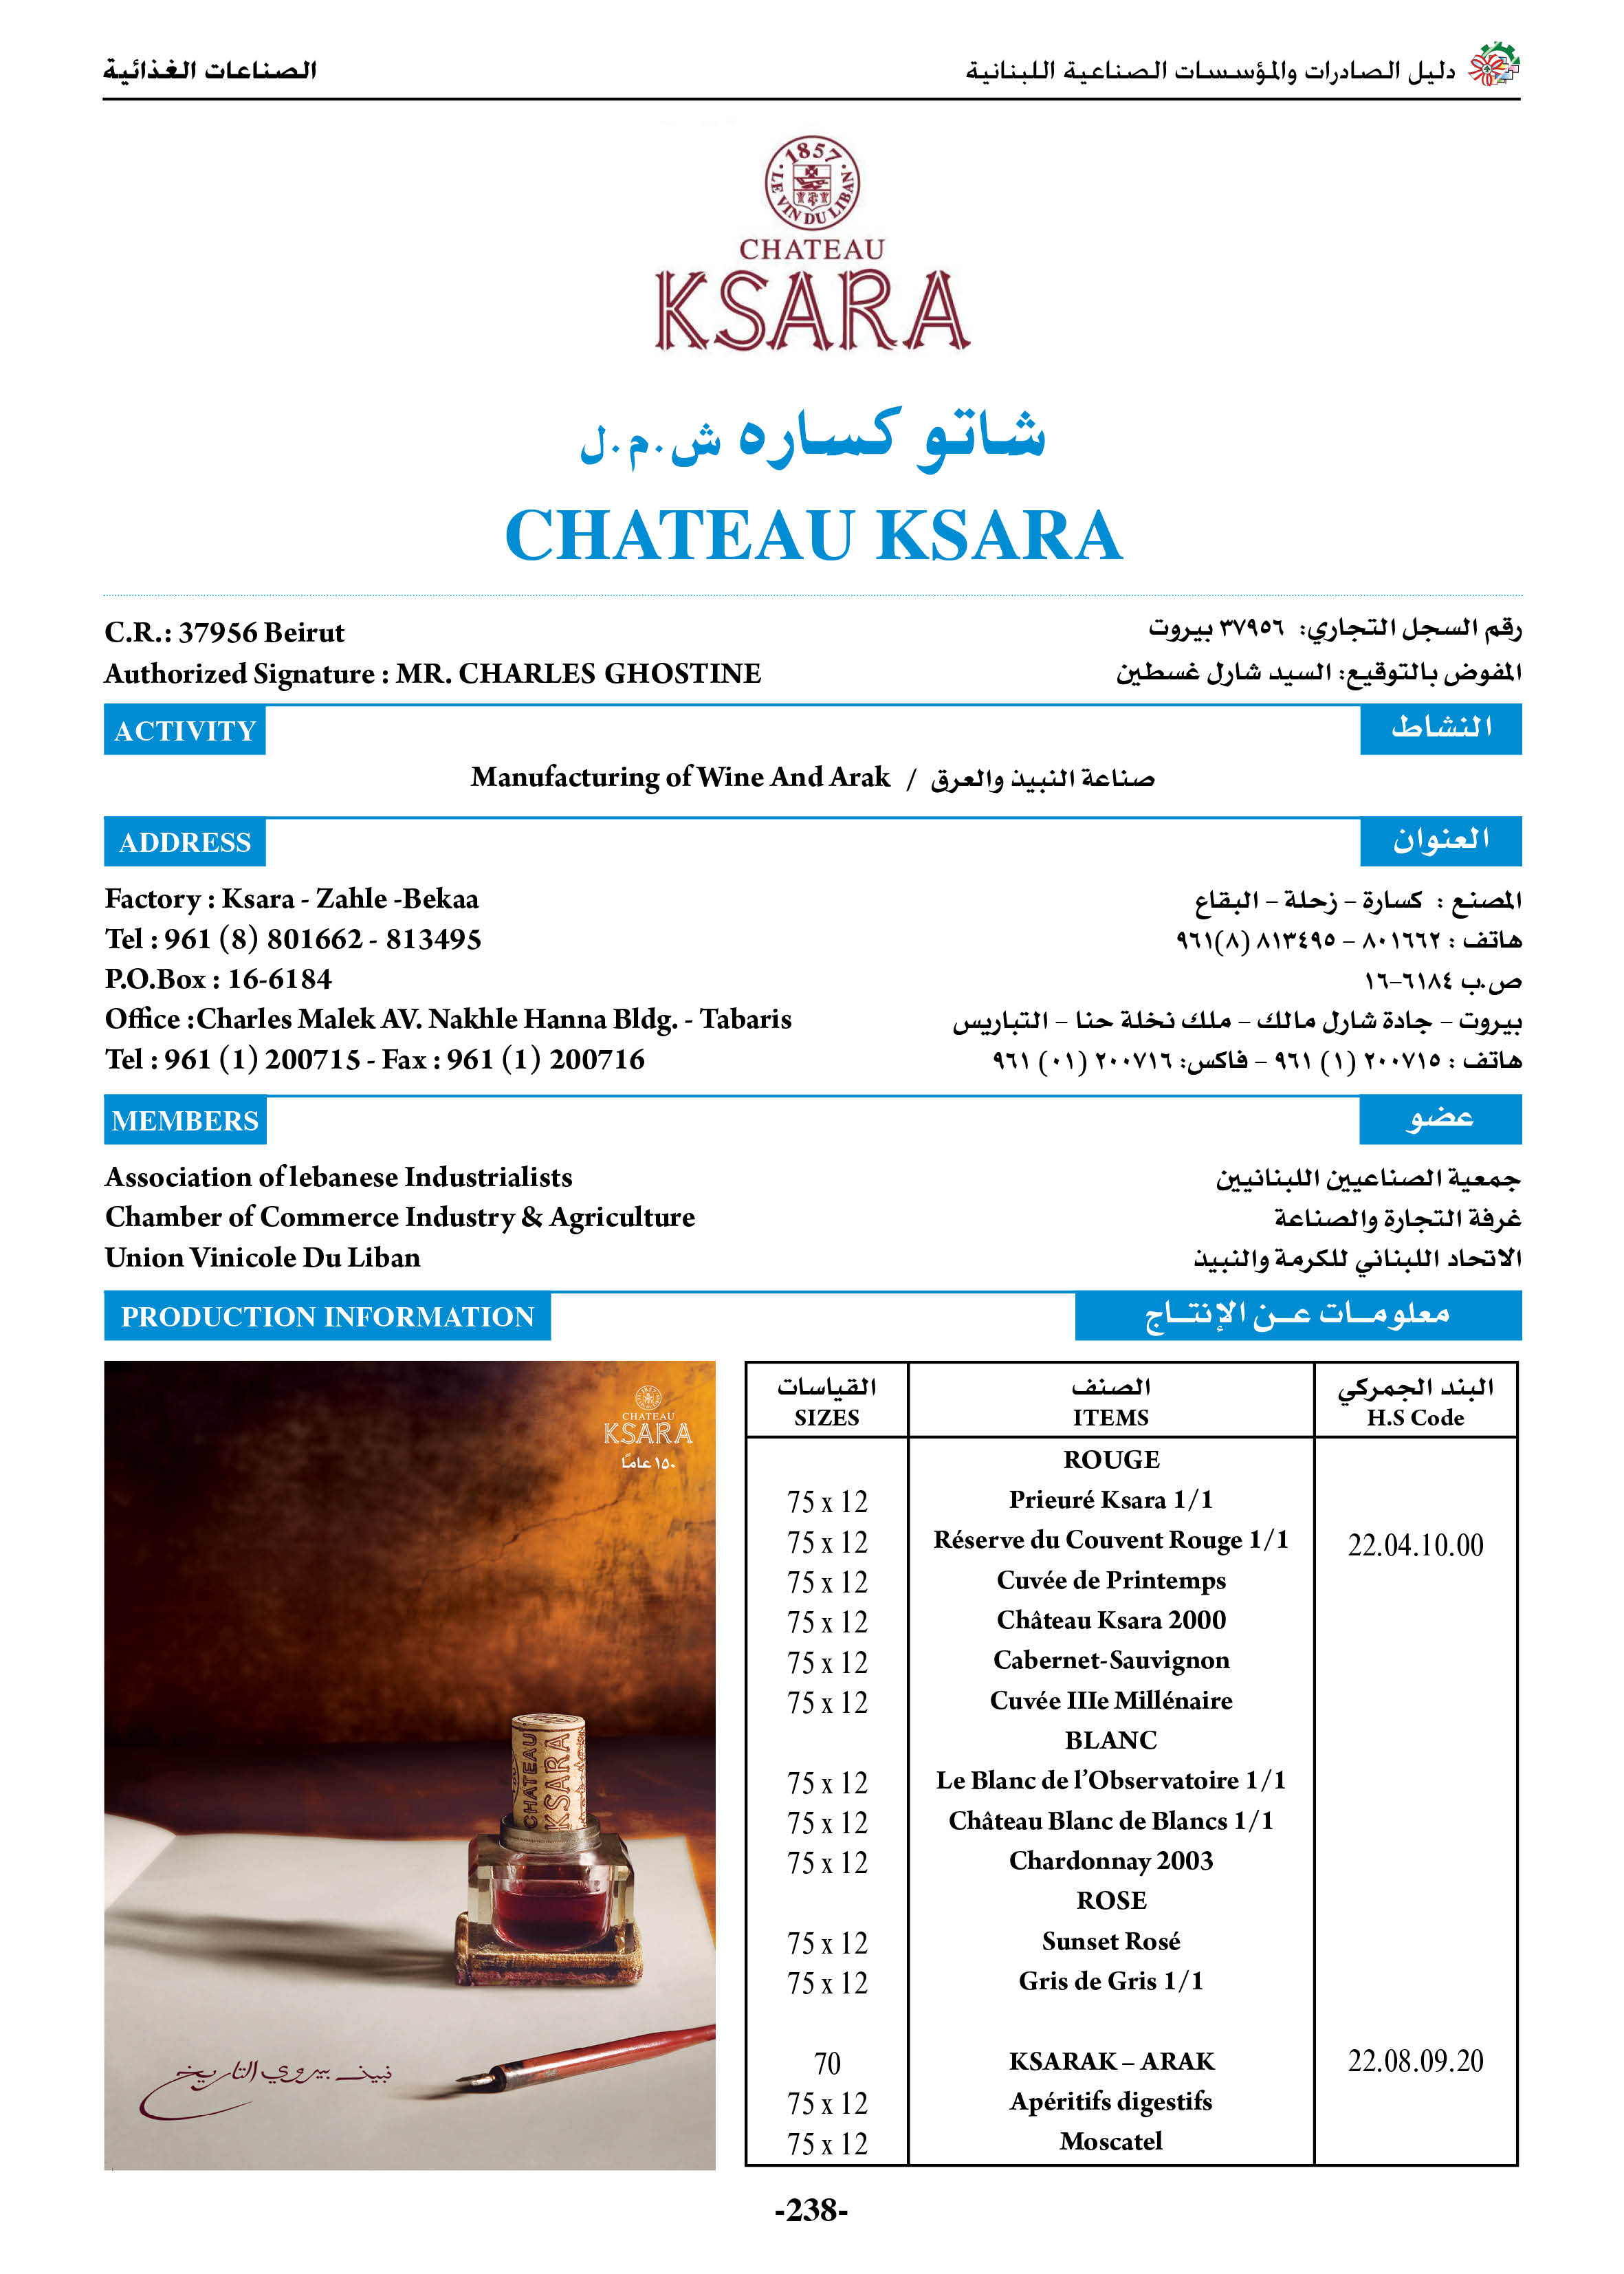 دليل الصادرات والمؤسسات الصناعية اللبنانية
الصناعات الغذائية
1857
LE VIN DU LIBAN
CHATEAU
KSARA
شاتو كساره ش.م.ل
CHATEAU KSARA
C.R.: 37956 Beirut
رقم السجل التجاري: ٣٧٩٥٦ بيروت
Authorized Signature : MR. CHARLES GHOSTINE
المفوض بالتوقيع: السيد شارل غسطين
ACTIVITY
النشاط
Manufacturing of Wine And Arak / صناعة النبيذ والعرق
ADDRESS
العنوان
Factory : Ksara - Zahle -Bekaa
المصنع : كسارة – زحلة – البقاع
Tel : 961 (8) 801662 - 813495
هاتف : ٨٠١٦٦٢ – ٨١٣٤٩٥ (٨)٩٦١
P.O.Box : 16-6184
ص.ب ٦١٨٤–١٦
Office :Charles Malek AV. Nakhle Hanna Bldg. - Tabaris
بيروت – جادة شارل مالك – ملك نخلة حنا – التباريس
Tel : 961 (1) 200715 - Fax : 961 (1) 200716
هاتف : ٢٠٠٧١٥ (١) ٩٦١ – فاكس: ٢٠٠٧١٦ (٠١) ٩٦١
MEMBERS
عضو
Association of lebanese Industrialists
جمعية الصناعيين اللبنانيين
Chamber of Commerce Industry & Agriculture
غرفة التجارة والصناعة
Union Vinicole Du Liban
الاتحاد اللبناني للكرمة والنبيذ
PRODUCTION INFORMATION
معلومـات عـن الإنتـاج
CHATEAU
KSARA
١٥٠ عاماً
CHATEAU
KSARA
نبيذ يروي التاريخ
القياسات الصنف البند الجمركي
SIZES ITEMS H.S Code
ROUGE
75 x 12 Prieuré Ksara 1/1
75 x 12 Réserve du Couvent Rouge 1/1 22.04.10.00
75 x 12 Cuvée de Printemps
75 x 12 Château Ksara 2000
75 x 12 Cabernet-Sauvignon
75 x 12 Cuvée IIIe Millénaire
BLANC
75 x 12 Le Blanc de l’Observatoire 1/1
75 x 12 Château Blanc de Blancs 1/1
75 x 12 Chardonnay 2003
ROSE
75 x 12 Sunset Rosé
75 x 12 Gris de Gris 1/1
70 KSARAK – ARAK 22.08.09.20
75 x 12 Apéritifs digestifs
75 x 12 Moscatel
-238-